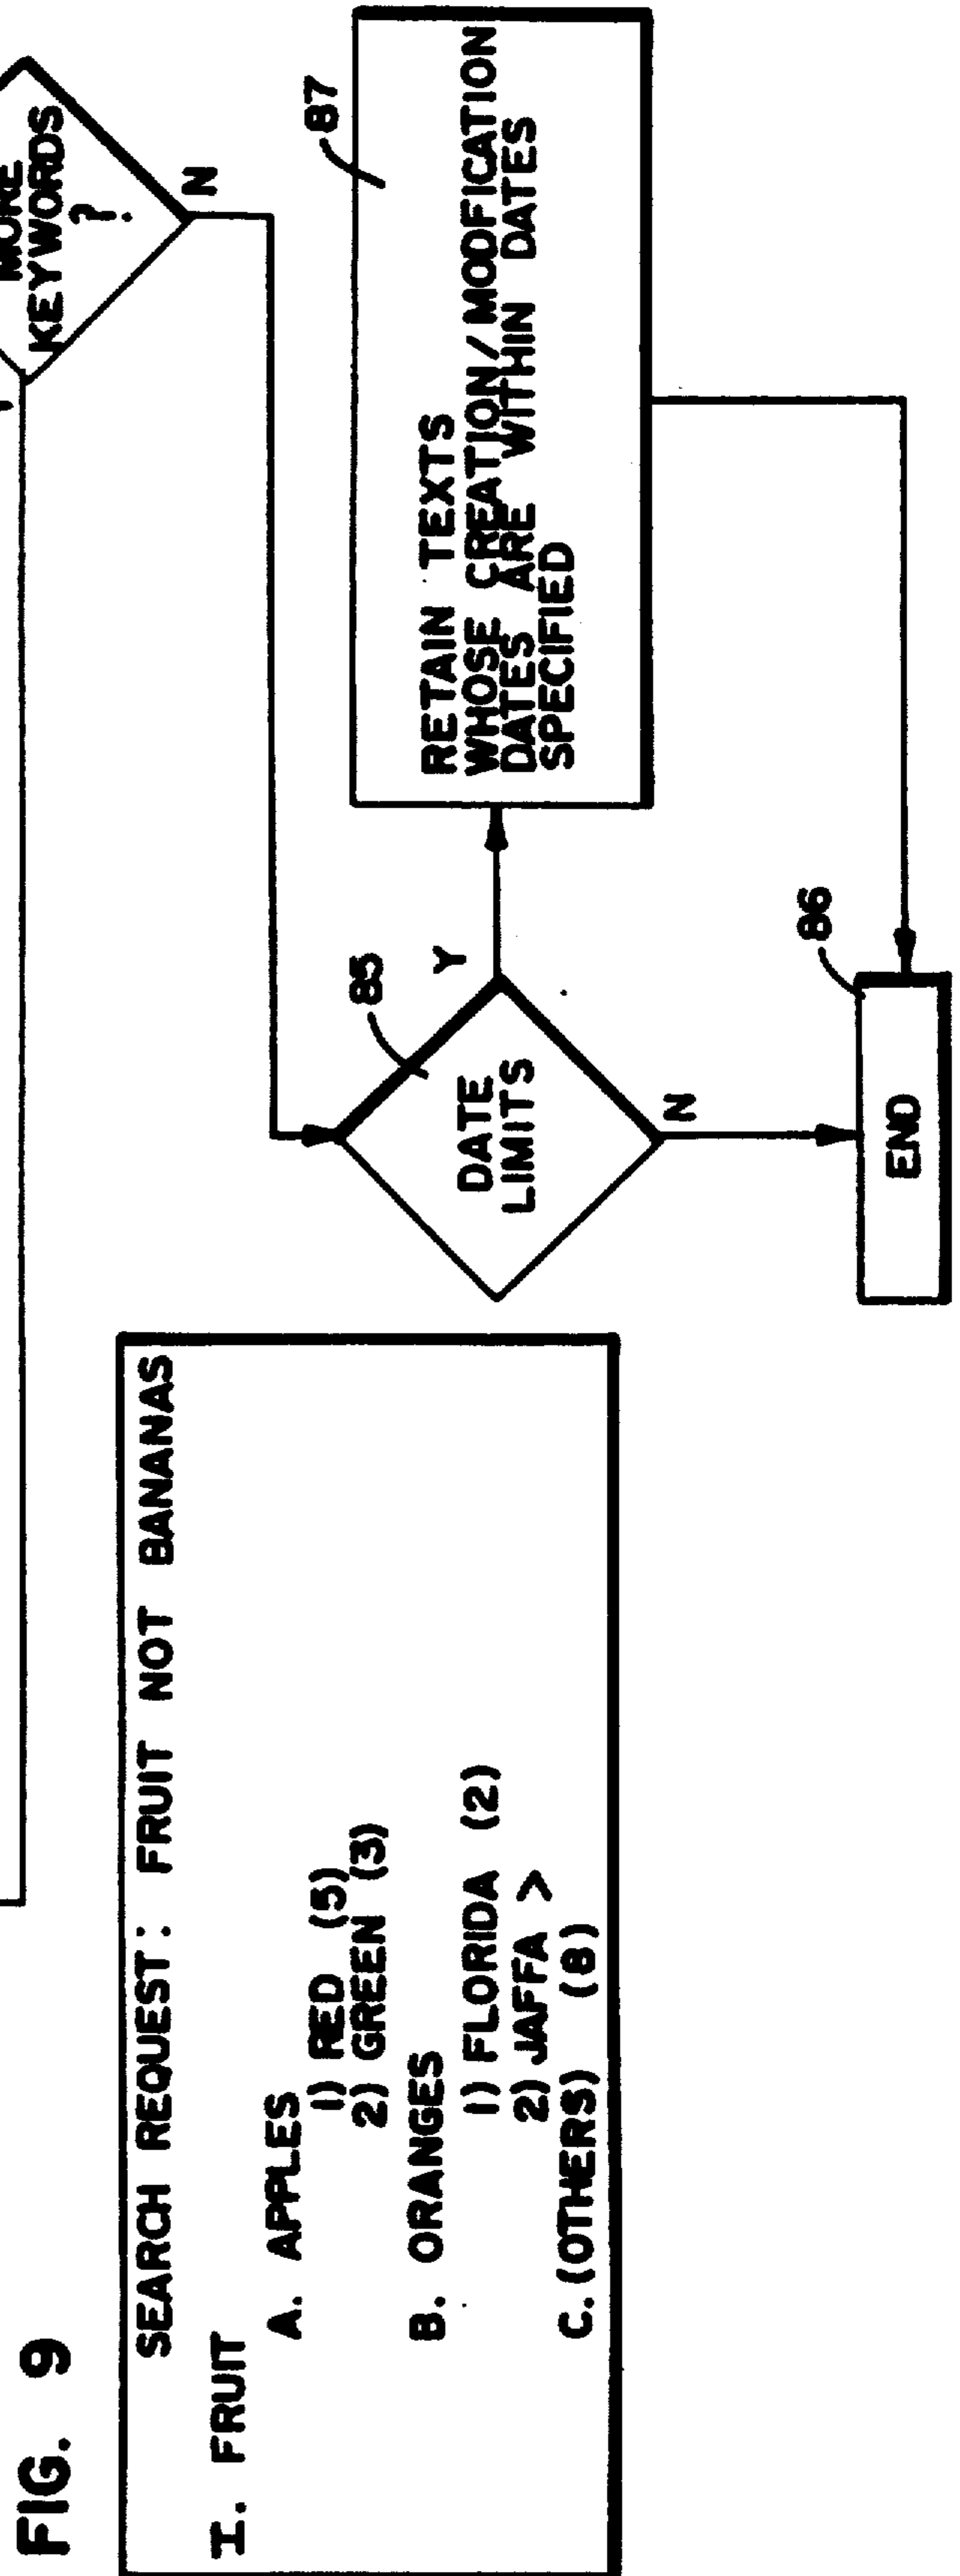 FIG. 9
SEARCH REQUEST: FRUIT NOT BANANAS
I. FRUIT
A. APPLES
1) RED (5)
2) GREEN (3)
B. ORANGES
1) FLORIDA (2)
2) JAFFA >
C. (OTHERS) (8)
MORE
KEYWORDS
?
N
85
DATE
LIMITS
Y
N
87
RETAIN TEXTS
WHOSE CREATION/MODFICATION
DATES ARE WITHIN DATES
SPECIFIED
86
END